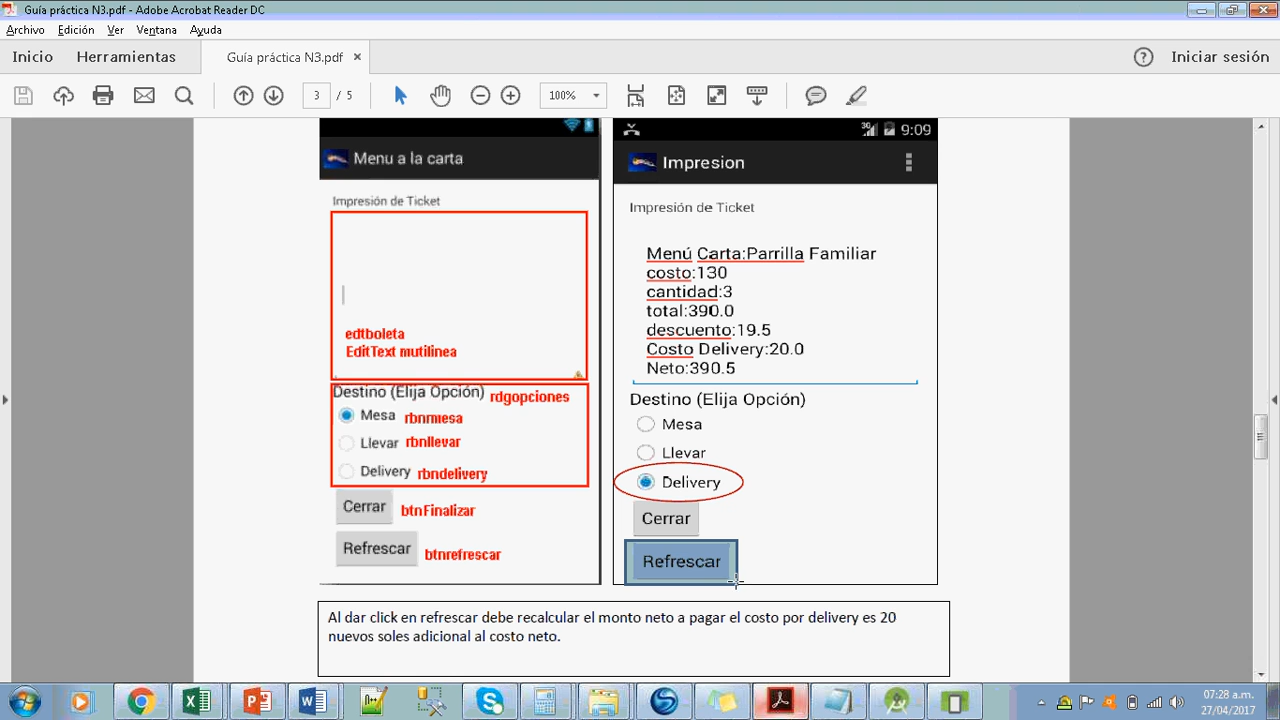 Guía práctica N3.pdf - Adobe Acrobat Reader DC
Archivo Edición Ver Ventana Ayuda
Inicio Herramientas Guía práctica N3.pdf × ? Iniciar sesión
3 / 5 100%
Menu a la carta
Impresión de Ticket
edtboleta
EditText mutilinea
Destino (Elija Opción) rdgopciones
Mesa rbnmesa
Llevar rbnllevar
Delivery rbndelivery
Cerrar btnFinalizar
Refrescar btnrefrescar
3G 9:09
Impresion
Impresión de Ticket
Menú Carta:Parrilla Familiar
costo:130
cantidad:3
total:390.0
descuento:19.5
Costo Delivery:20.0
Neto:390.5
Destino (Elija Opción)
Mesa
Llevar
Delivery
Cerrar
Refrescar
Al dar click en refrescar debe recalcular el monto neto a pagar el costo por delivery es 20
nuevos soles adicional al costo neto.
07:28 a.m.
27/04/2017